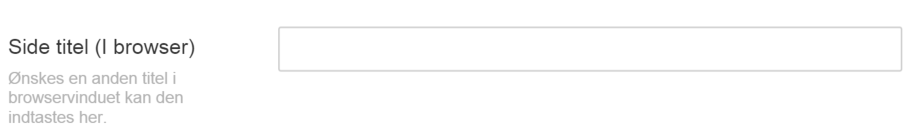 Side titel (I browser)
Ønskes en anden titel i
browservinduet kan den
indtastes her.